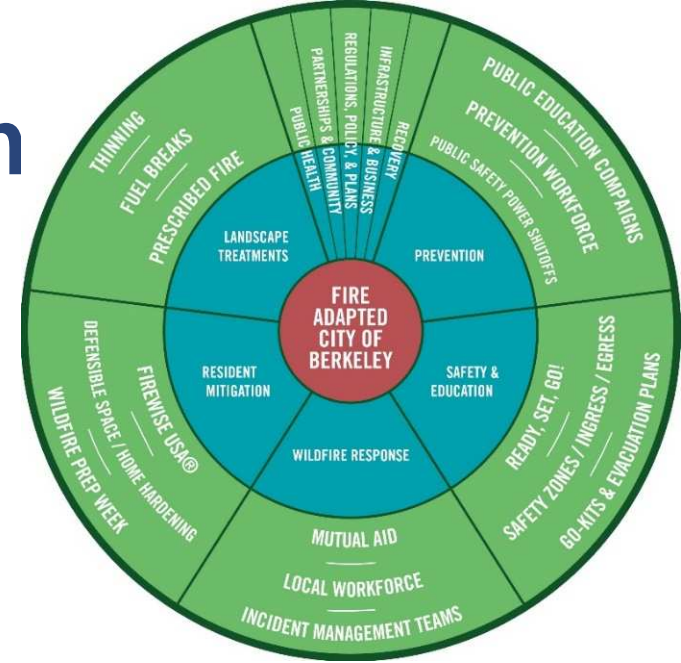 n
THINNING
FUEL BREAKS
PRESCRIBED FIRE
LANDSCAPE
TREATMENTS
PUBLIC HEALTH
PARTNERSHIPS & COMMUNITY
REGULATIONS, POLICY, & PLANS
INFRASTRUCTURE & BUSINESS
RECOVERY
PUBLIC EDUCATION COMPAIGNS
PREVENTION WORKFORCE
PUBLIC SAFETY POWER SHUTOFFS
PREVENTION
FIRE
ADAPTED
CITY OF
BERKELEY
SAFETY &
EDUCATION
READY, SET, GO!
SAFETY ZONES / INGRESS / EGRESS
GO-KITS & EVACUATION PLANS
WILDFIRE RESPONSE
MUTUAL AID
LOCAL WORKFORCE
INCIDENT MANAGEMENT TEAMS
RESIDENT
MITIGATION
FIREWISE USA®
DEFENSIBLE SPACE / HOME HARDENING
WILDFIRE PREP WEEK